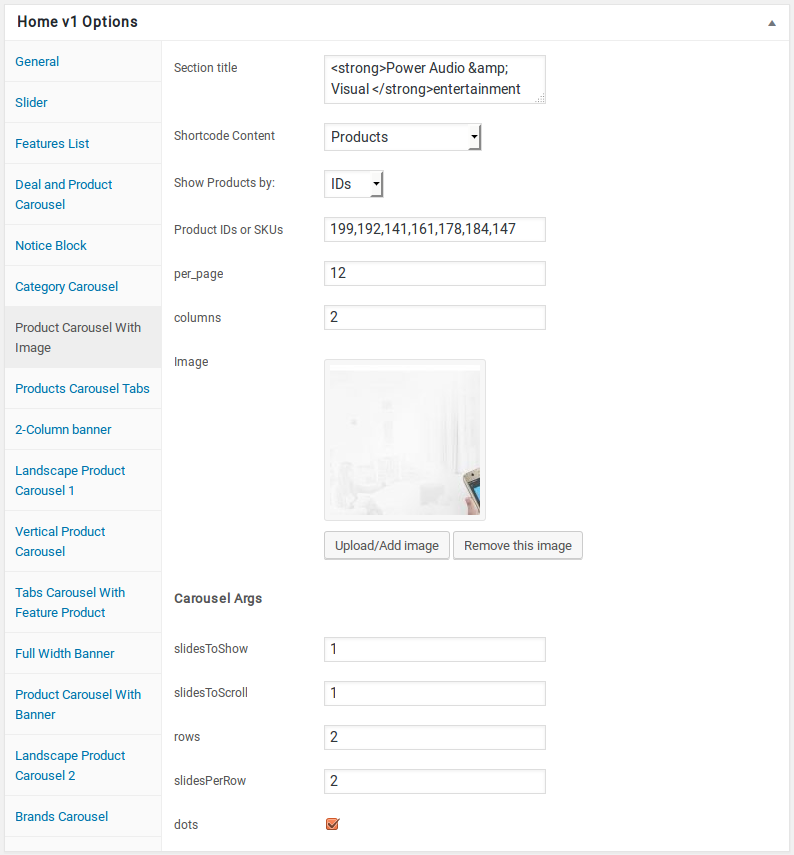 Home v1 Options
General
Slider
Features List
Deal and Product
Carousel
Notice Block
Category Carousel
Product Carousel With
Image
Products Carousel Tabs
2-Column banner
Landscape Product
Carousel 1
Vertical Product
Carousel
Tabs Carousel With
Feature Product
Full Width Banner
Product Carousel With
Banner
Landscape Product
Carousel 2
Brands Carousel
Section title
<strong>Power Audio &amp;
Visual </strong>entertainment
Shortcode Content
Products
Show Products by:
IDs
Product IDs or SKUs
199,192,141,161,178,184,147
per_page
12
columns
2
Image
Upload/Add image
Remove this image
Carousel Args
slidesToShow
1
slidesToScroll
1
rows
2
slidesPerRow
2
dots